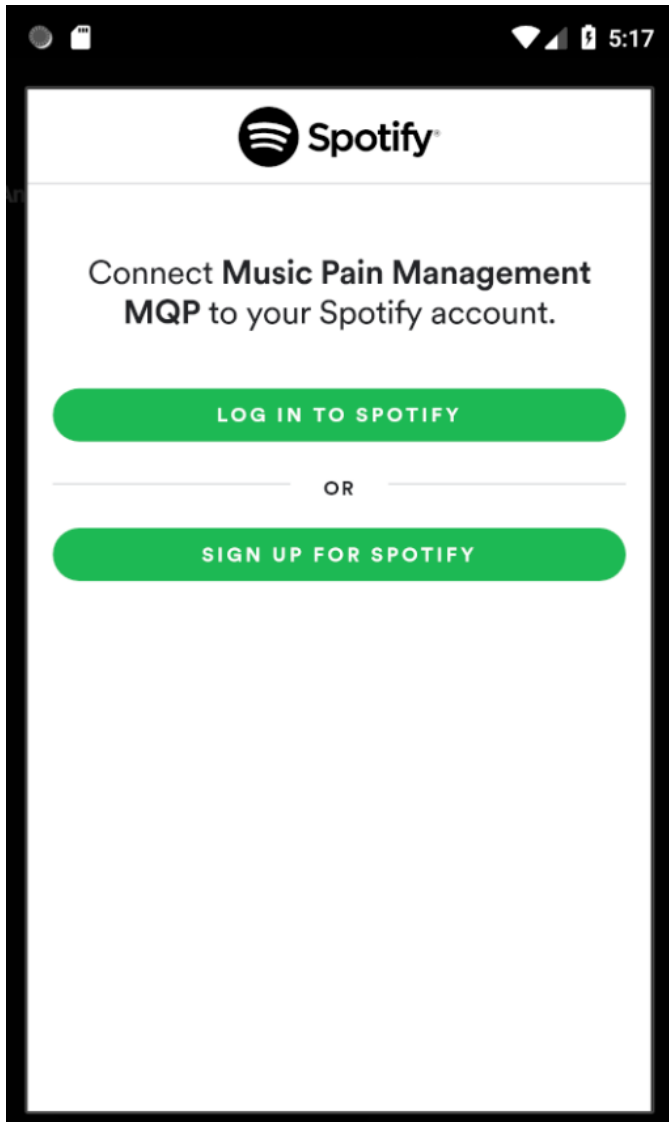 5:17
Spotify®
Connect Music Pain Management
MQP to your Spotify account.
LOG IN TO SPOTIFY
OR
SIGN UP FOR SPOTIFY